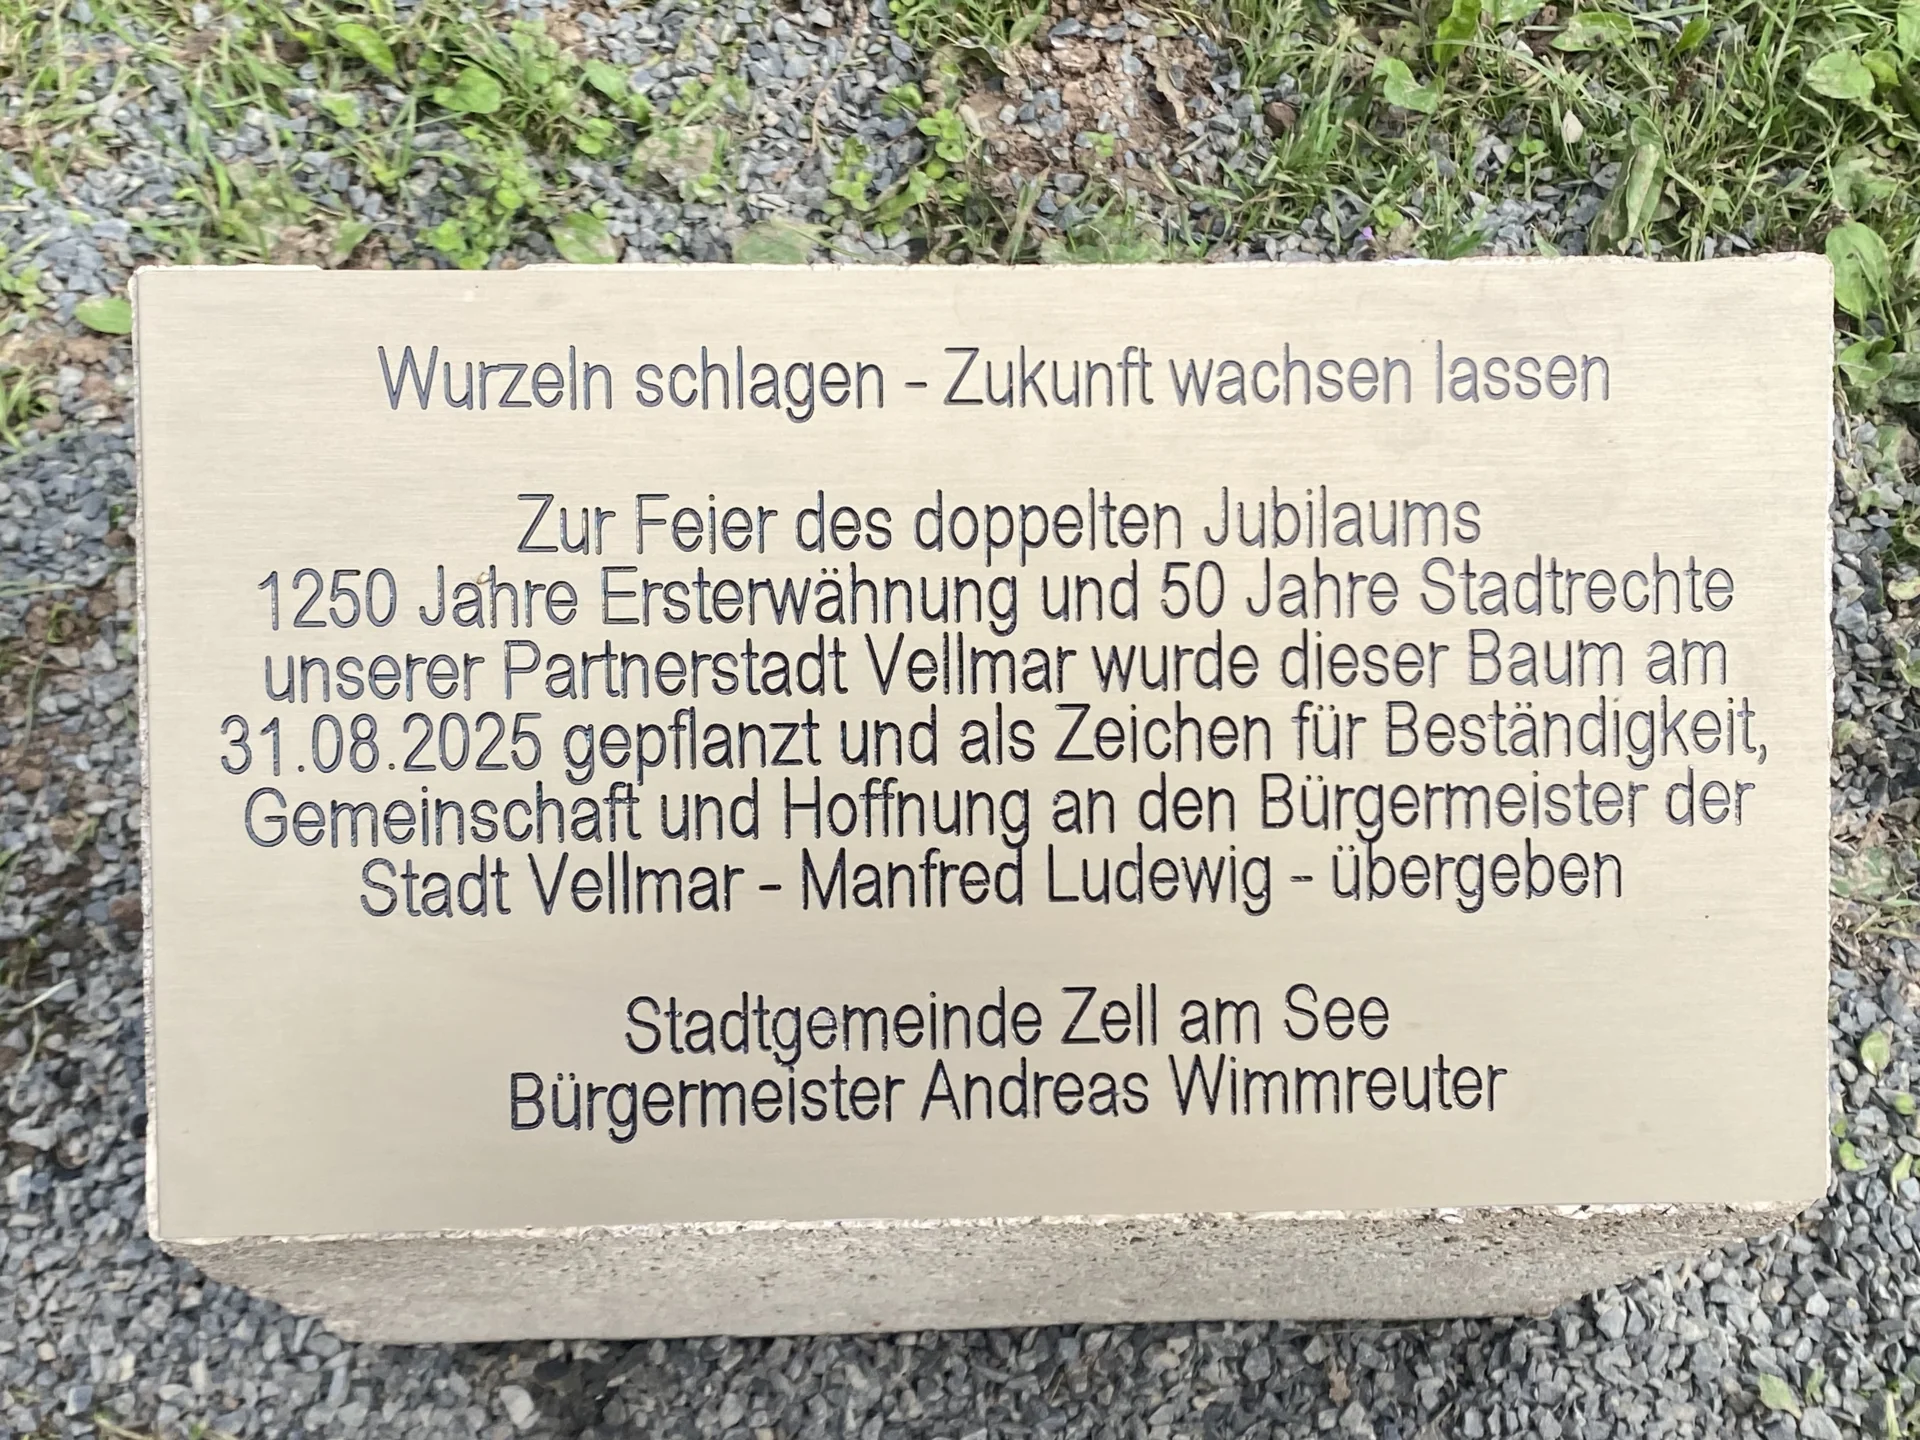 Wurzeln schlagen - Zukunft wachsen lassen
Zur Feier des doppelten Jubilaums
1250 Jahre Ersterwähnung und 50 Jahre Stadtrechte
unserer Partnerstadt Vellmar wurde dieser Baum am
31.08.2025 gepflanzt und als Zeichen für Beständigkeit,
Gemeinschaft und Hoffnung an den Bürgermeister der
Stadt Vellmar - Manfred Ludewig - übergeben
Stadtgemeinde Zell am See
Bürgermeister Andreas Wimmreuter